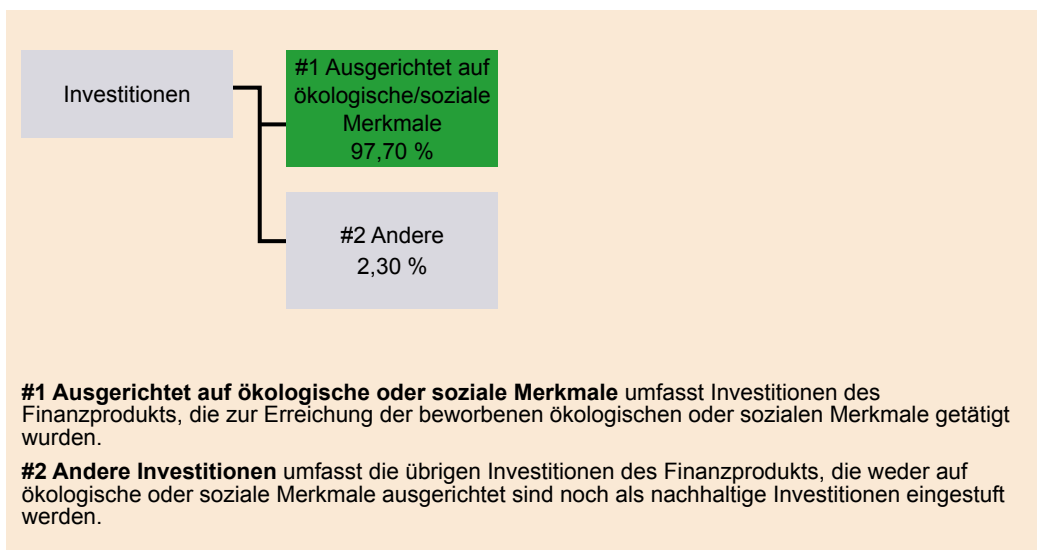 Investitionen
#1 Ausgerichtet auf
ökologische/soziale
Merkmale
97,70 %
#2 Andere
2,30 %
#1 Ausgerichtet auf ökologische oder soziale Merkmale umfasst Investitionen des
Finanzprodukts, die zur Erreichung der beworbenen ökologischen oder sozialen Merkmale getätigt
wurden.
#2 Andere Investitionen umfasst die übrigen Investitionen des Finanzprodukts, die weder auf
ökologische oder soziale Merkmale ausgerichtet sind noch als nachhaltige Investitionen eingestuft
werden.